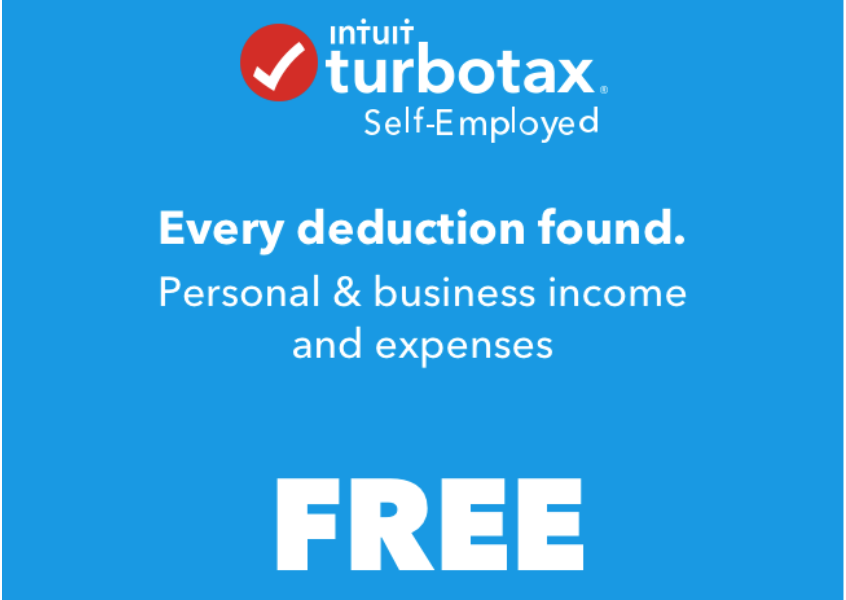 intuit
turbotax®
Self-Employed
Every deduction found.
Personal & business income
and expenses
FREE